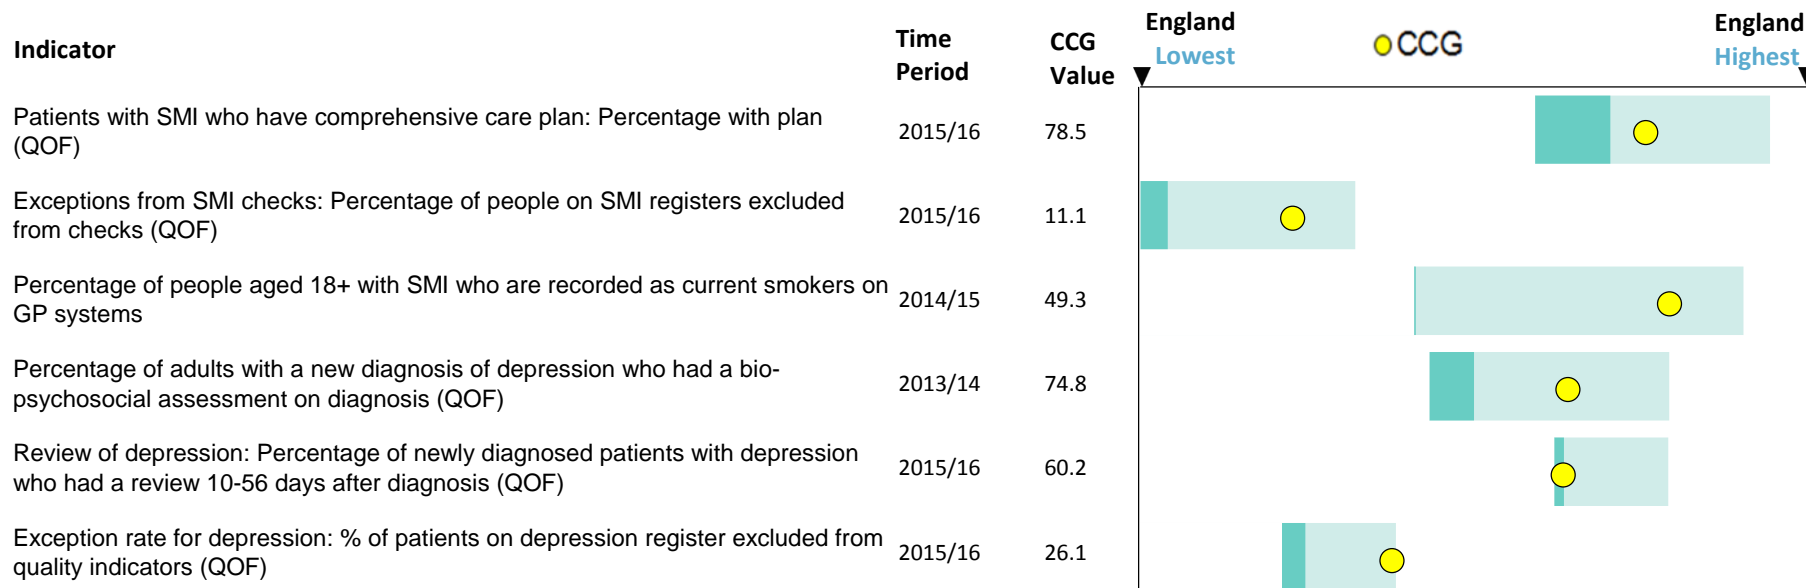 Indicator
Time Period
CCG Value
England Lowest
CCG
England Highest
Patients with SMI who have comprehensive care plan: Percentage with plan
(QOF)
2015/16
78.5
Exceptions from SMI checks: Percentage of people on SMI registers excluded
from checks (QOF)
2015/16
11.1
Percentage of people aged 18+ with SMI who are recorded as current smokers on
GP systems
2014/15
49.3
Percentage of adults with a new diagnosis of depression who had a bio-
psychosocial assessment on diagnosis (QOF)
2013/14
74.8
Review of depression: Percentage of newly diagnosed patients with depression
who had a review 10-56 days after diagnosis (QOF)
2015/16
60.2
Exception rate for depression: % of patients on depression register excluded from
quality indicators (QOF)
2015/16
26.1